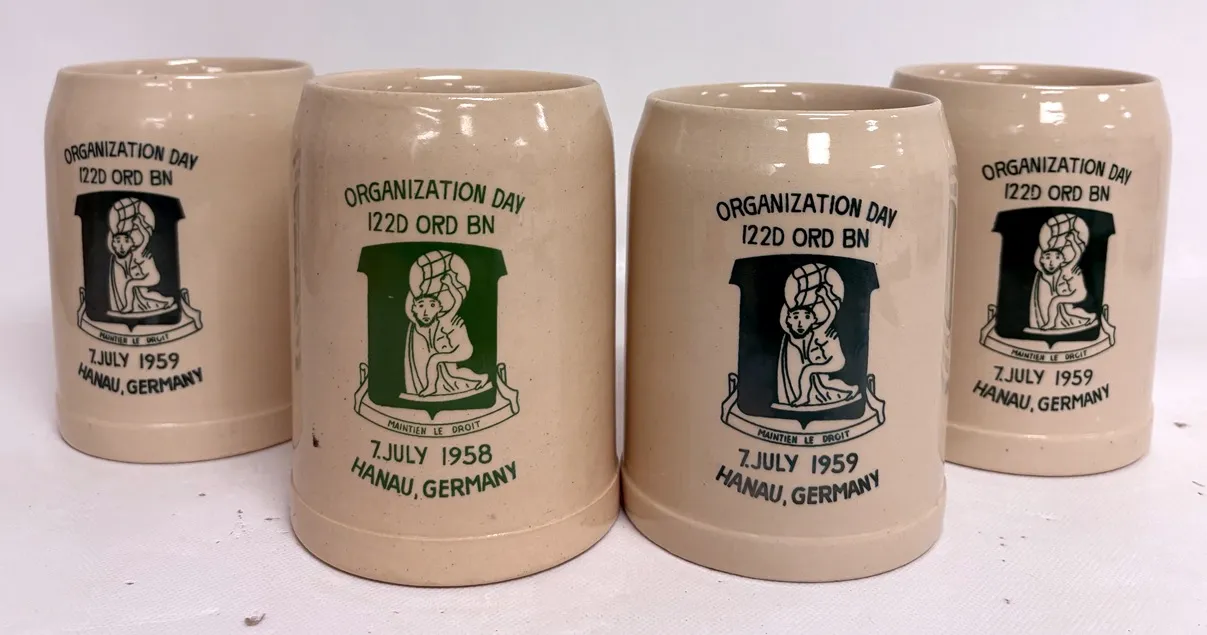 ORGANIZATION DAY
122D ORD BN
MAINTIEN LE DROIT
7.JULY 1959
HANAU, GERMANY
ORGANIZATION DAY
122D ORD BN
MAINTIEN LE DROIT
7.JULY 1958
HANAU, GERMANY
ORGANIZATION DAY
122D ORD BN
MAINTIEN LE DROIT
7.JULY 1959
HANAU, GERMANY
ORGANIZATION DAY
122D ORD BN
MAINTIEN LE DROIT
7.JULY 1959
HANAU, GERMANY